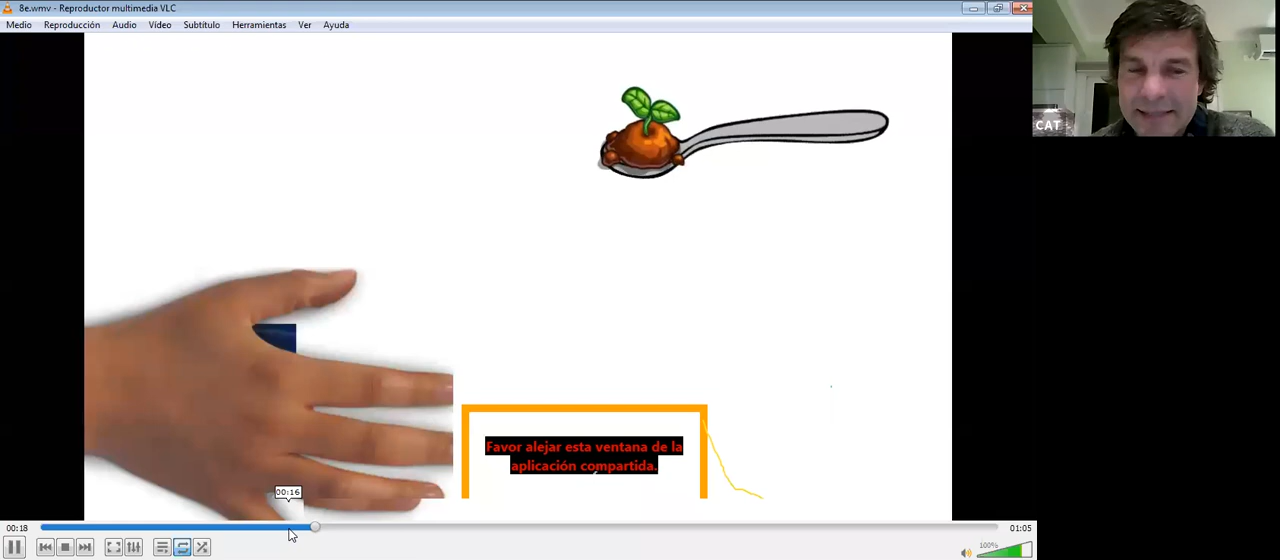 8e.wmv - Reproductor multimedia VLC
Medio Reproducción Audio Vídeo Subtítulo Herramientas Ver Ayuda
CAT
Favor alejar esta ventana de la
aplicación compartida.
00:16
00:18
01:05
100%